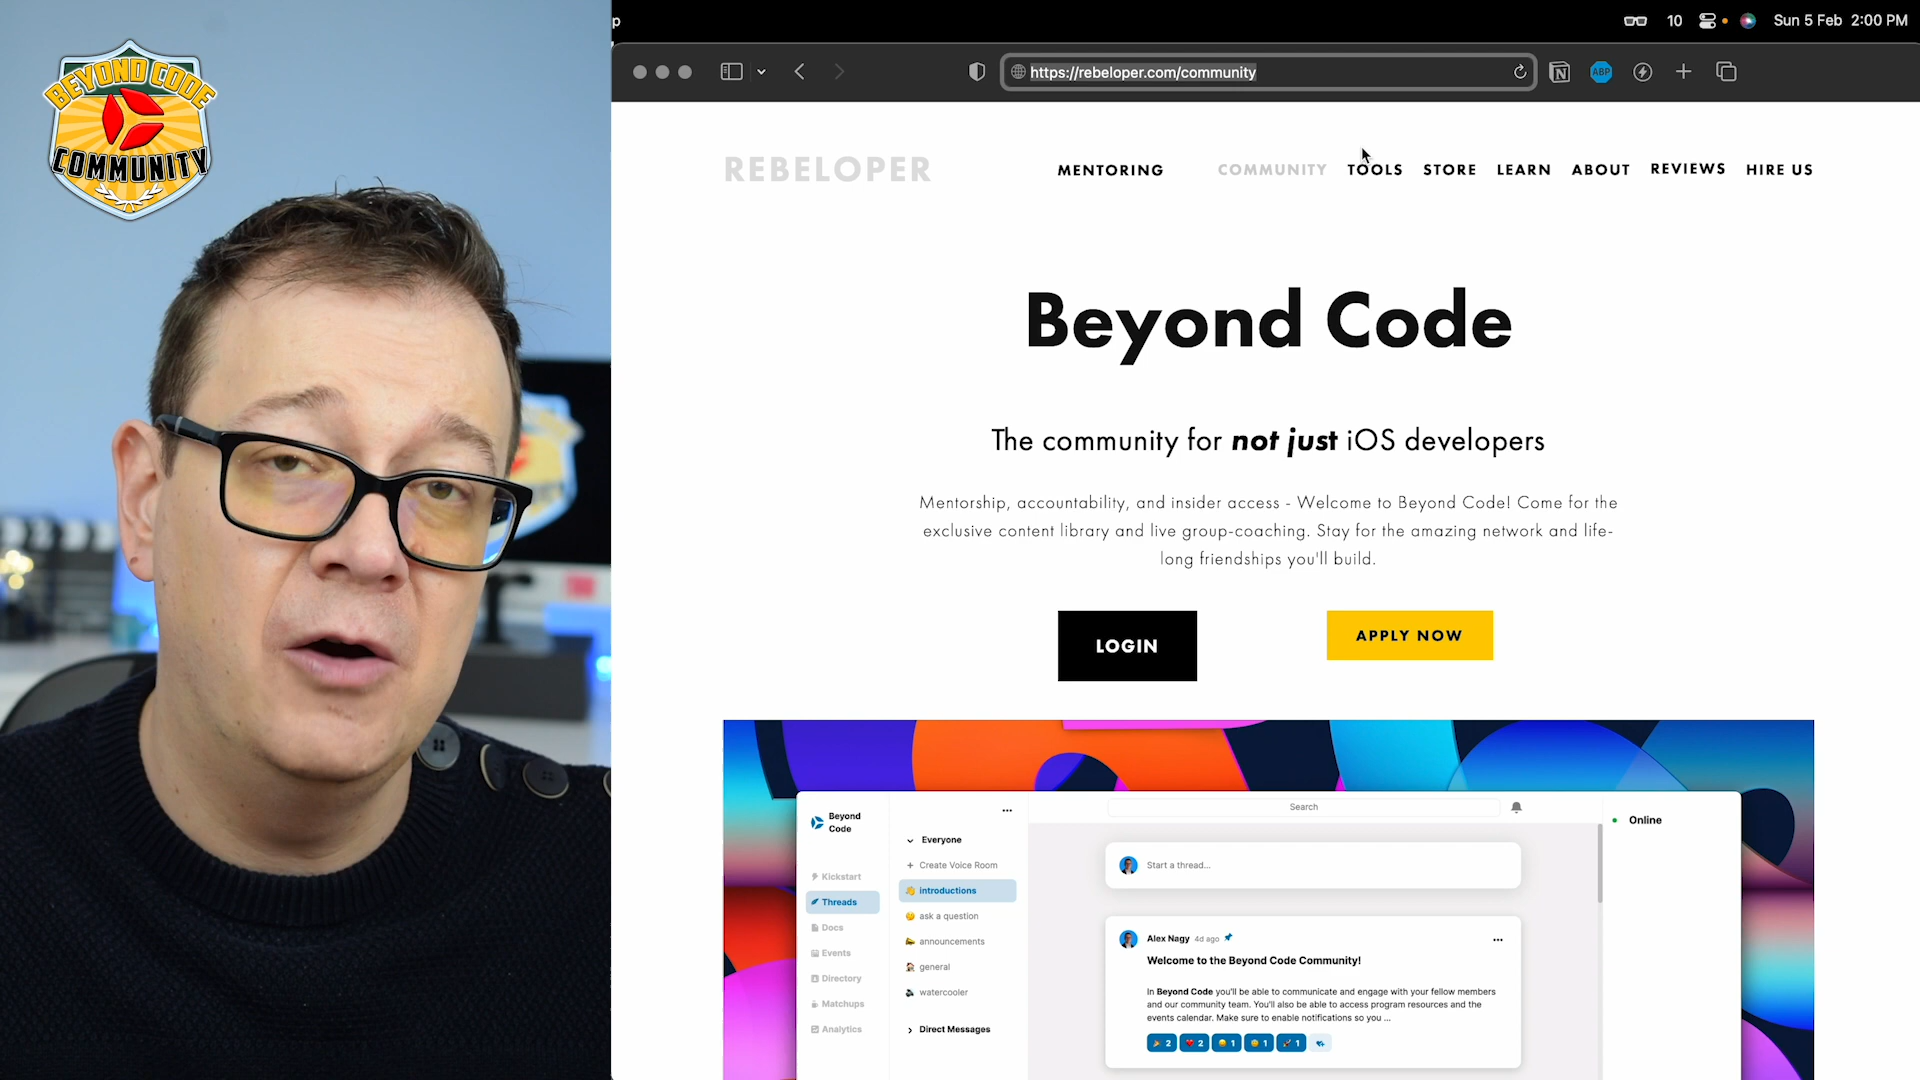 BEYOND CODE
COMMUNITY
p
10
Sun 5 Feb 2:00 PM
https://rebeloper.com/community
ABP
REBELOPER
MENTORING COMMUNITY TOOLS STORE LEARN ABOUT REVIEWS HIRE US
Beyond Code
The community for not just iOS developers
Mentorship, accountability, and insider access - Welcome to Beyond Code! Come for the
exclusive content library and live group-coaching. Stay for the amazing network and life-
long friendships you'll build.
LOGIN
APPLY NOW
Beyond
Code
Kickstart
Threads
Docs
Events
Directory
Matchups
Analytics
Everyone
+ Create Voice Room
introductions
ask a question
announcements
general
watercooler
Direct Messages
Search
Online
Start a thread...
Alex Nagy 4d ago
Welcome to the Beyond Code Community!
In Beyond Code you'll be able to communicate and engage with your fellow members
and our community team. You'll also be able to access program resources and the
events calendar. Make sure to enable notifications so you ...
2 2 1 1 1